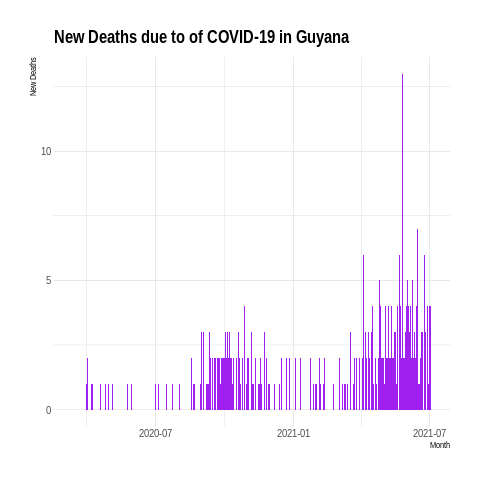 New Deaths due to of COVID-19 in Guyana
New Deaths
10
5
0
2020-07
2021-01
2021-07
Month